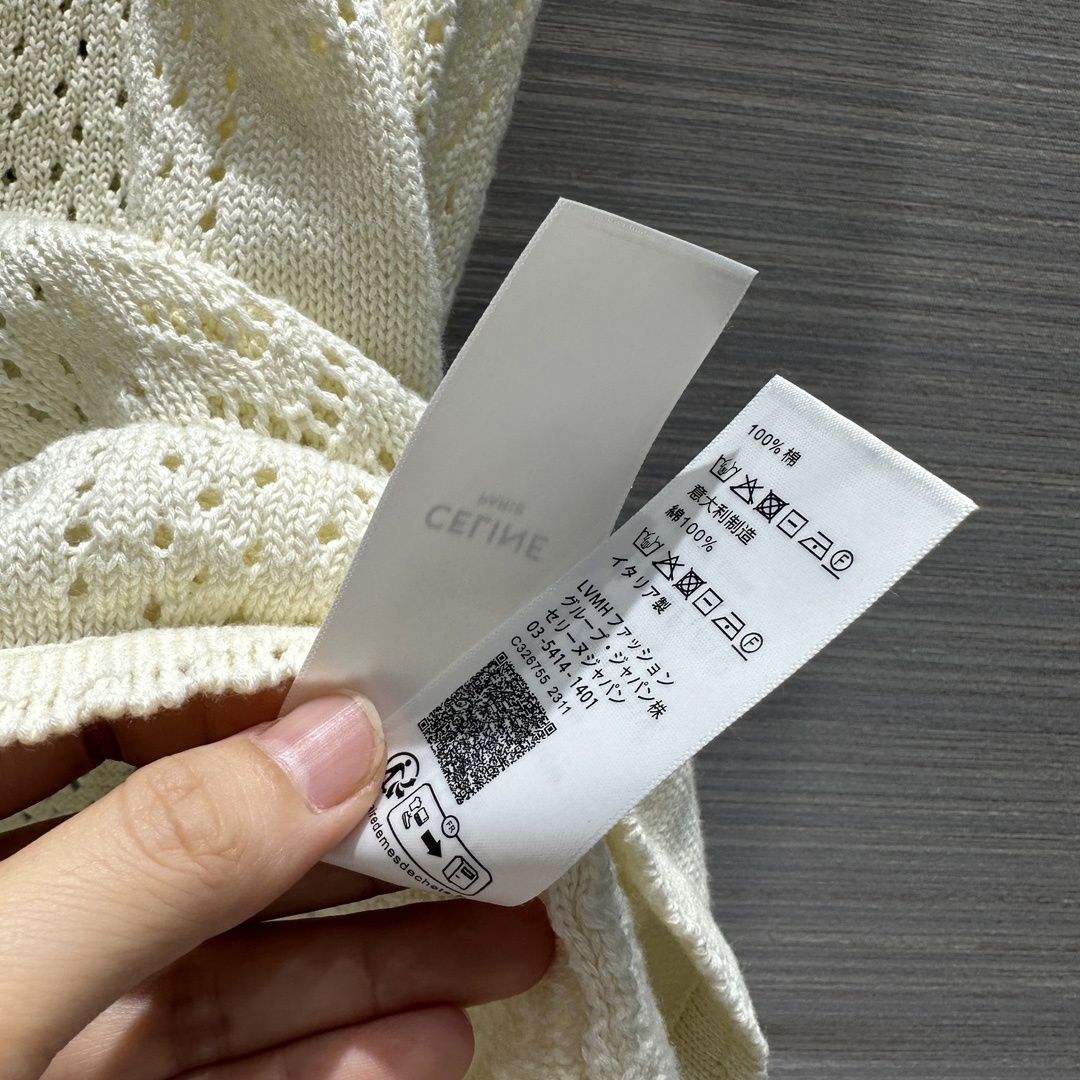 CELINE
PARIS
100% 棉
意大利制造
綿100%
イタリア製
LVMHファッション
グループ・ジャパン株
セリーヌジャパン
03-5414-1401
C326755 2311
FR